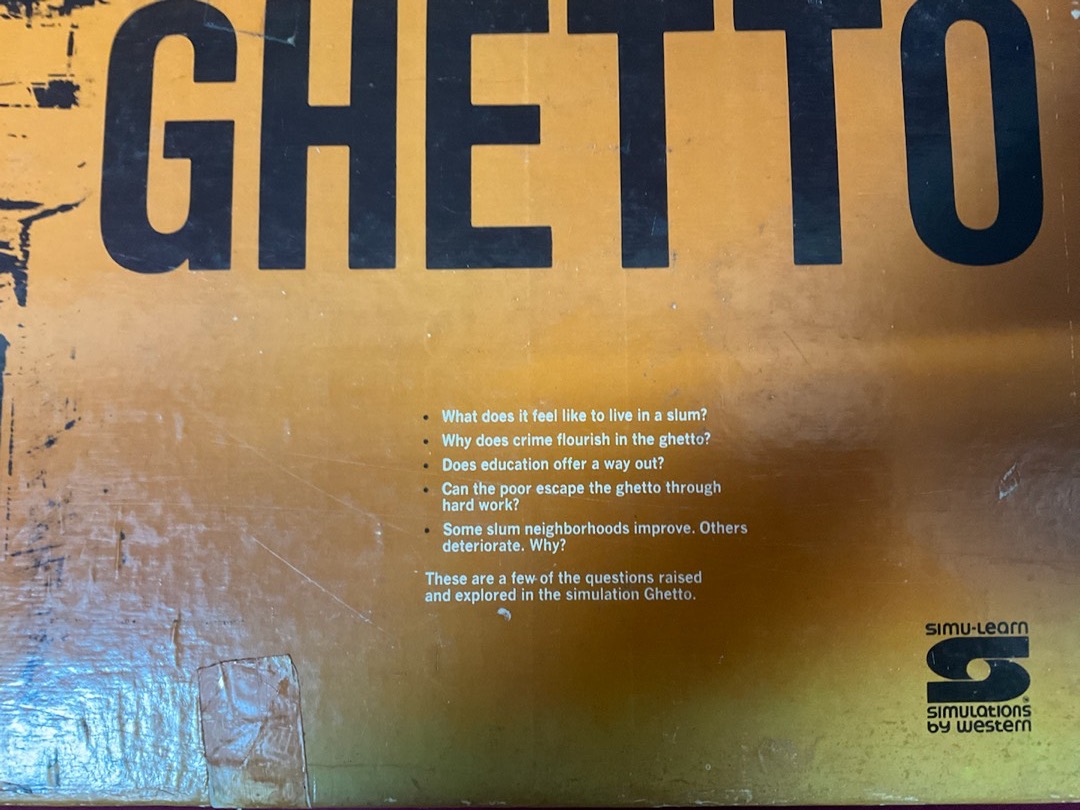 GHETTO
• What does it feel like to live in a slum?
• Why does crime flourish in the ghetto?
• Does education offer a way out?
• Can the poor escape the ghetto through
hard work?
• Some slum neighborhoods improve. Others
deteriorate. Why?
These are a few of the questions raised
and explored in the simulation Ghetto.
SIMU-LEARN
S®
SIMULATIONS
by western